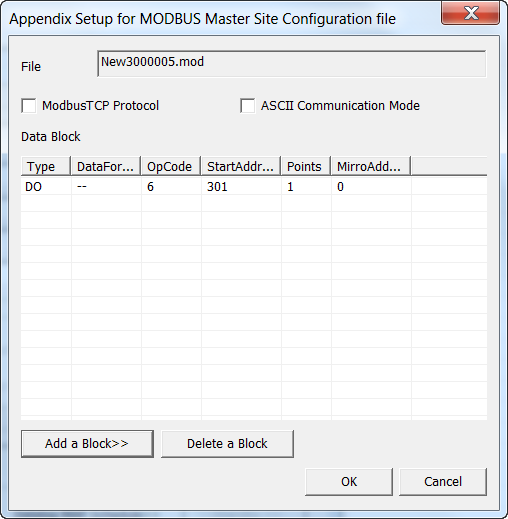 Appendix Setup for MODBUS Master Site Configuration file
File New3000005.mod
ModbusTCP Protocol ASCII Communication Mode
Data Block
Type DataFor... OpCode StartAddr... Points MirroAdd...
DO -- 6 301 1 0
Add a Block>> Delete a Block
OK Cancel